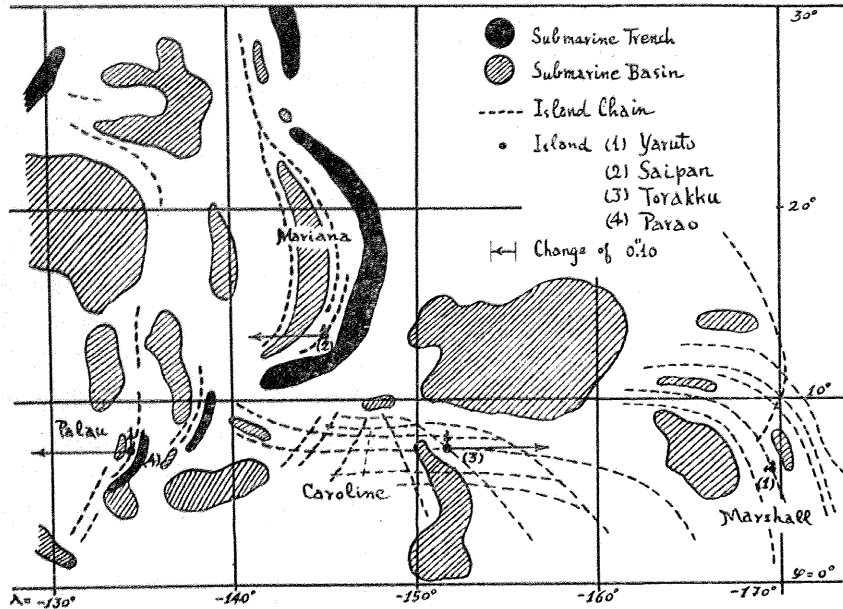 30°
Submarine Trench
Submarine Basin
Island Chain
Island (1) Yaruto
(2) Saipan
(3) Torakku
(4) Parao
20°
Mariana
Change of 0."10
(2)
10°
Palau
(4)
(3)
Caroline
(1)
Marshall
φ=0°
λ= -130°
-140°
-150°
-160°
-170°